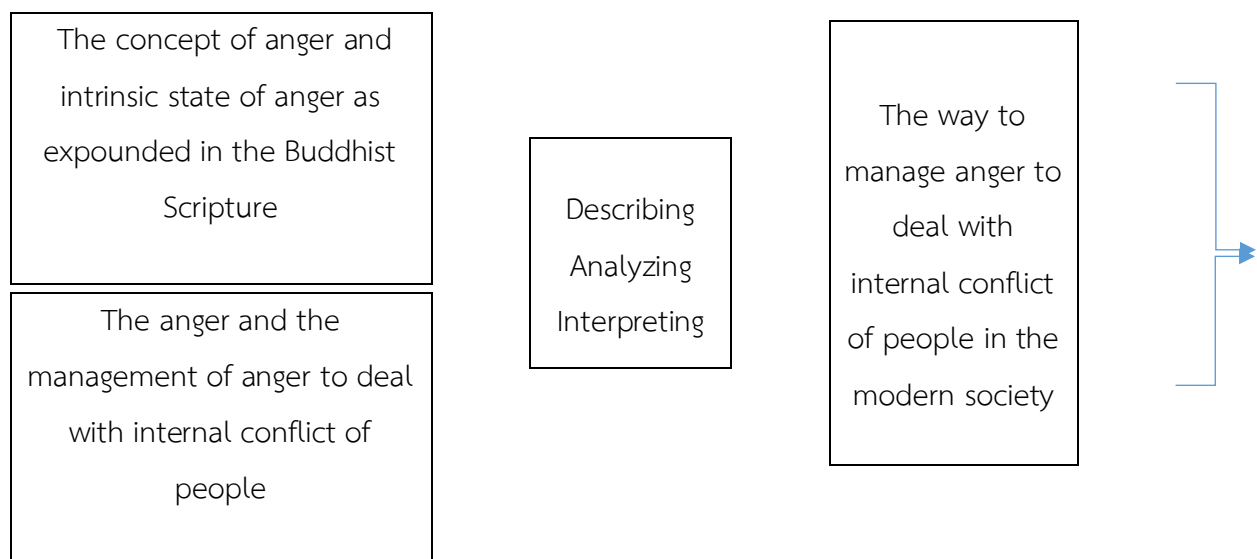 The concept of anger and
intrinsic state of anger as
expounded in the Buddhist
Scripture
The anger and the
management of anger to deal
with internal conflict of
people
Describing
Analyzing
Interpreting
The way to
manage anger to
deal with
internal conflict
of people in the
modern society